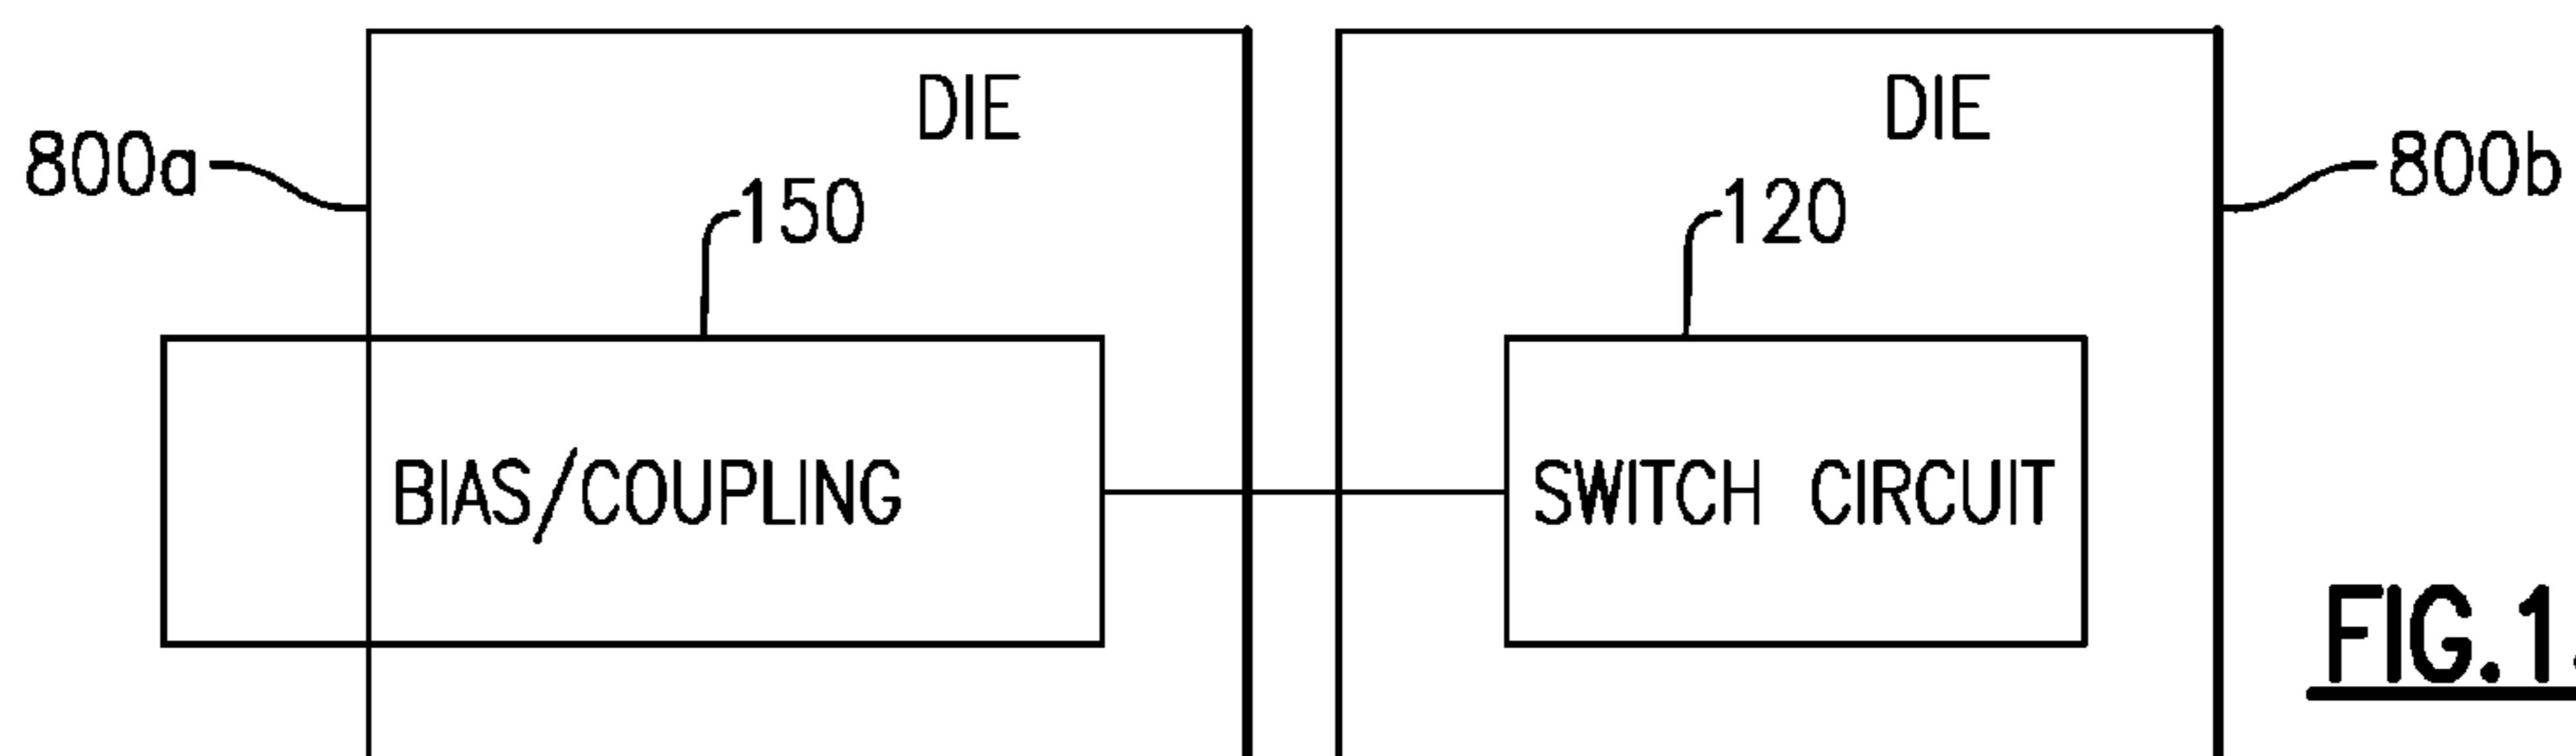 DIE
DIE
800a
800b
150
120
BIAS/COUPLING
SWITCH CIRCUIT